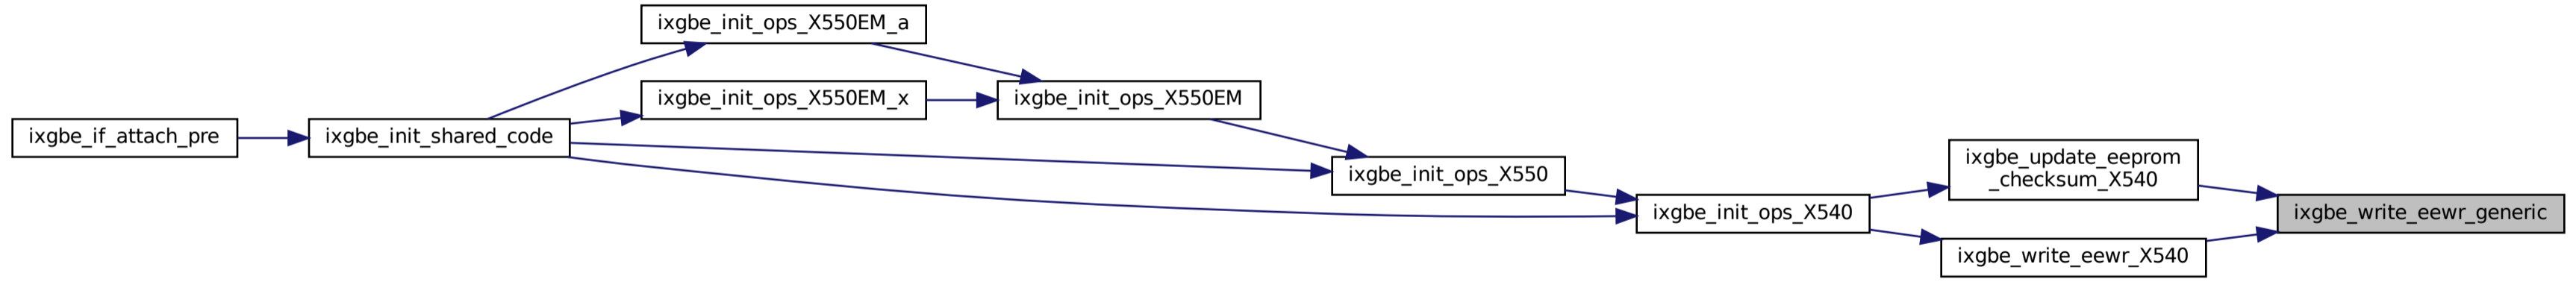 ixgbe_init_ops_X550EM_a
ixgbe_init_ops_X550EM_x
ixgbe_init_ops_X550EM
ixgbe_if_attach_pre
ixgbe_init_shared_code
ixgbe_init_ops_X550
ixgbe_update_eeprom
_checksum_X540
ixgbe_init_ops_X540
ixgbe_write_eewr_generic
ixgbe_write_eewr_X540